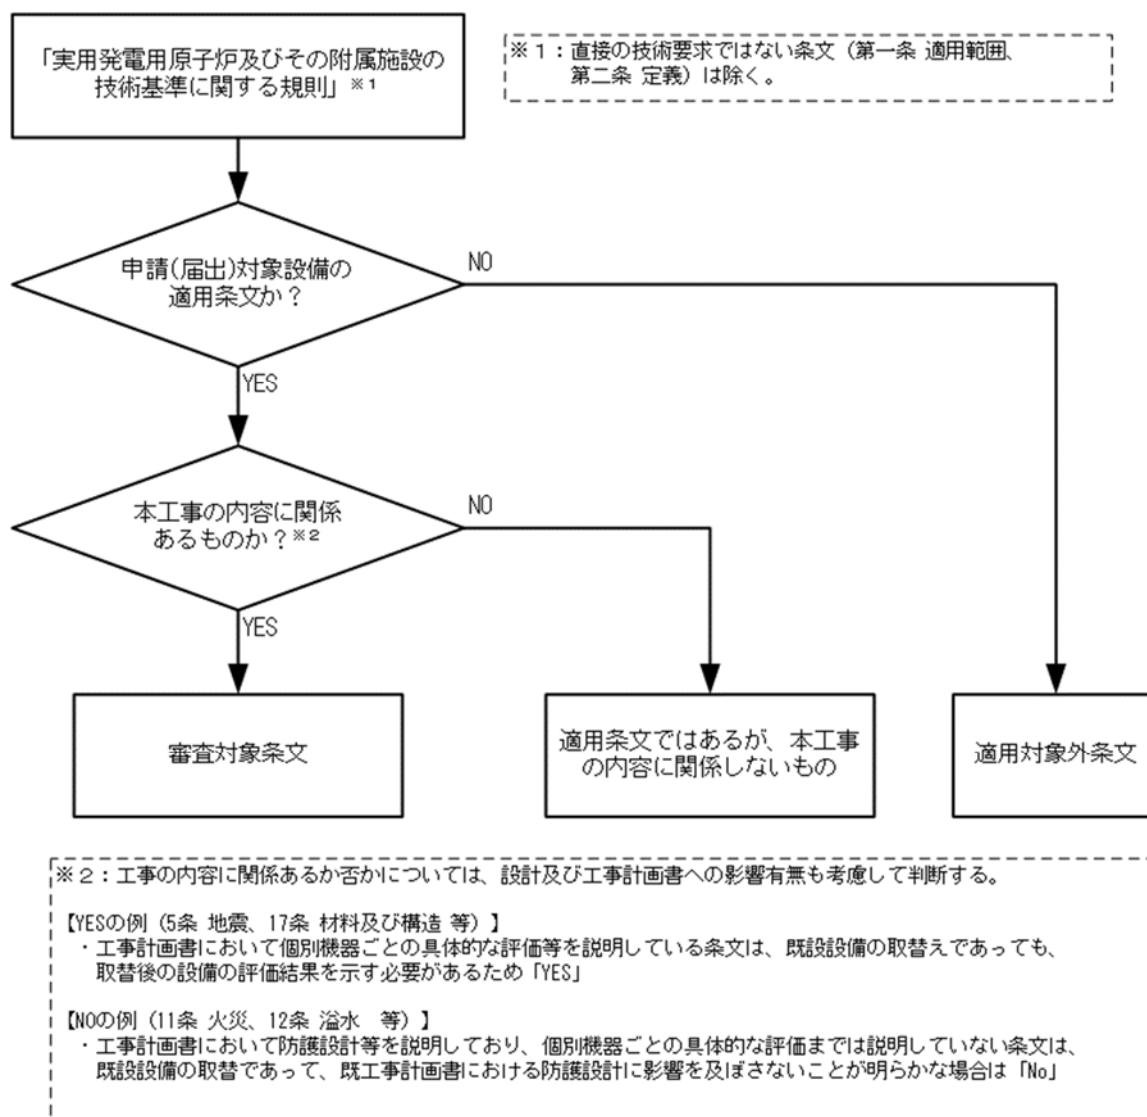 「実用発電用原子炉及びその附属施設の
技術基準に関する規則」※1
※1：直接の技術要求ではない条文（第一条 適用範囲、
第二条 定義）は除く。
申請(届出)対象設備の
適用条文か？
NO
YES
本工事の内容に関係
あるものか？※2
NO
YES
審査対象条文
適用条文ではあるが、本工事
の内容に関係しないもの
適用対象外条文
※2：工事の内容に関係あるか否かについては、設計及び工事計画書への影響有無も考慮して判断する。
【YESの例（5条 地震、17条 材料及び構造 等）】
・工事計画書において個別機器ごとの具体的な評価等を説明している条文は、既設設備の取替えであっても、
取替後の設備の評価結果を示す必要があるため「YES」
【NOの例（11条 火災、12条 溢水　等）】
・工事計画書において防護設計等を説明しており、個別機器ごとの具体的な評価までは説明していない条文は、
既設設備の取替であって、既工事計画書における防護設計に影響を及ぼさないことが明らかな場合は「No」